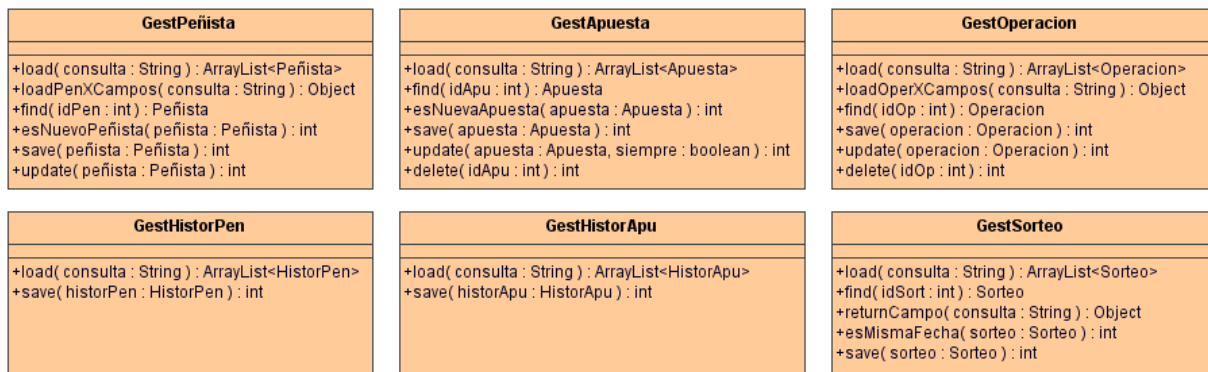 GestPeñista
+load( consulta : String ) : ArrayList<Peñista>
+loadPenXCampos( consulta : String ) : Object
+find( idPen : int ) : Peñista
+esNuevoPeñista( peñista : Peñista ) : int
+save( peñista : Peñista ) : int
+update( peñista : Peñista ) : int
GestApuesta
+load( consulta : String ) : ArrayList<Apuesta>
+find( idApu : int ) : Apuesta
+esNuevaApuesta( apuesta : Apuesta ) : int
+save( apuesta : Apuesta ) : int
+update( apuesta : Apuesta, siempre : boolean ) : int
+delete( idApu : int ) : int
GestOperacion
+load( consulta : String ) : ArrayList<Operacion>
+loadOperXCampos( consulta : String ) : Object
+find( idOp : int ) : Operacion
+save( operacion : Operacion ) : int
+update( operacion : Operacion ) : int
+delete( idOp : int ) : int
GestHistorPen
+load( consulta : String ) : ArrayList<HistorPen>
+save( historPen : HistorPen ) : int
GestHistorApu
+load( consulta : String ) : ArrayList<HistorApu>
+save( historApu : HistorApu ) : int
GestSorteo
+load( consulta : String ) : ArrayList<Sorteo>
+find( idSort : int ) : Sorteo
+returnCampo( consulta : String ) : Object
+esMismaFecha( sorteo : Sorteo ) : int
+save( sorteo : Sorteo ) : int